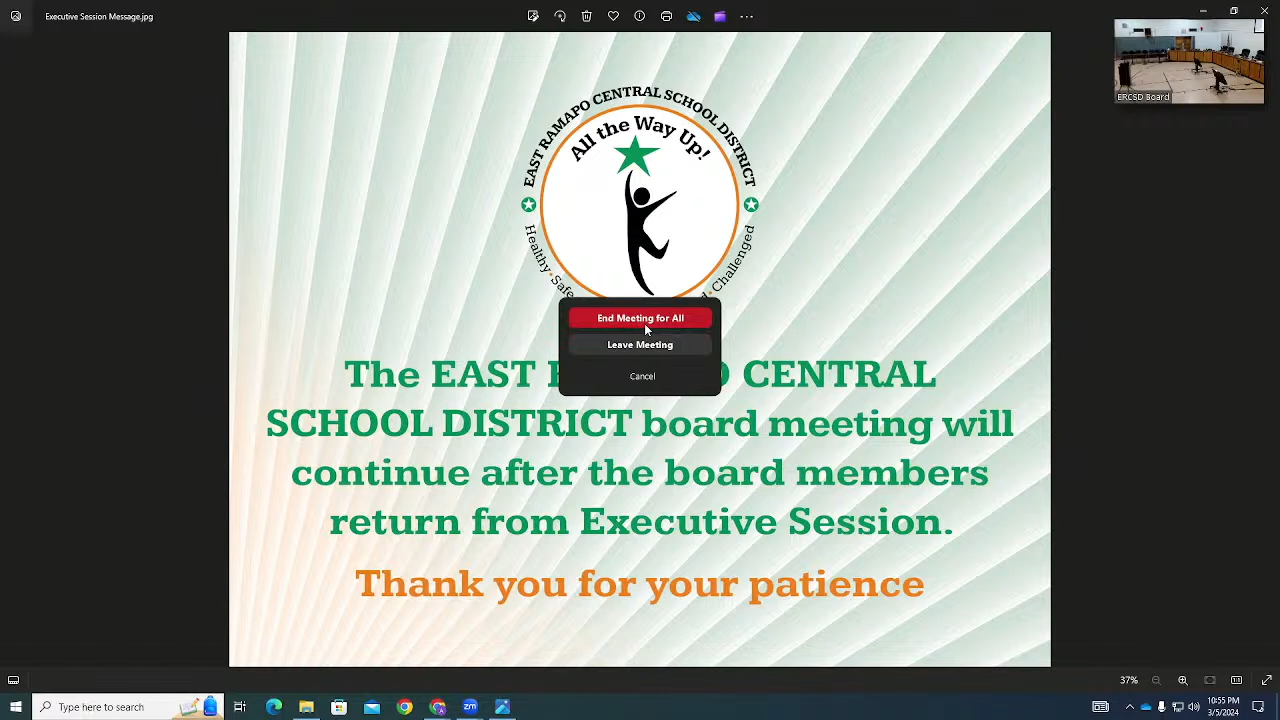 Executive Session Message.jpg
ERCSD Board
EAST RAMAPO CENTRAL SCHOOL DISTRICT
All the Way Up!
Healthy • Safe
Challenged
End Meeting for All
Leave Meeting
Cancel
The EAST CENTRAL
SCHOOL DISTRICT board meeting will
continue after the board members
return from Executive Session.
Thank you for your patience
37%
Type here to search
zm
10:55 PM
3/5/2024